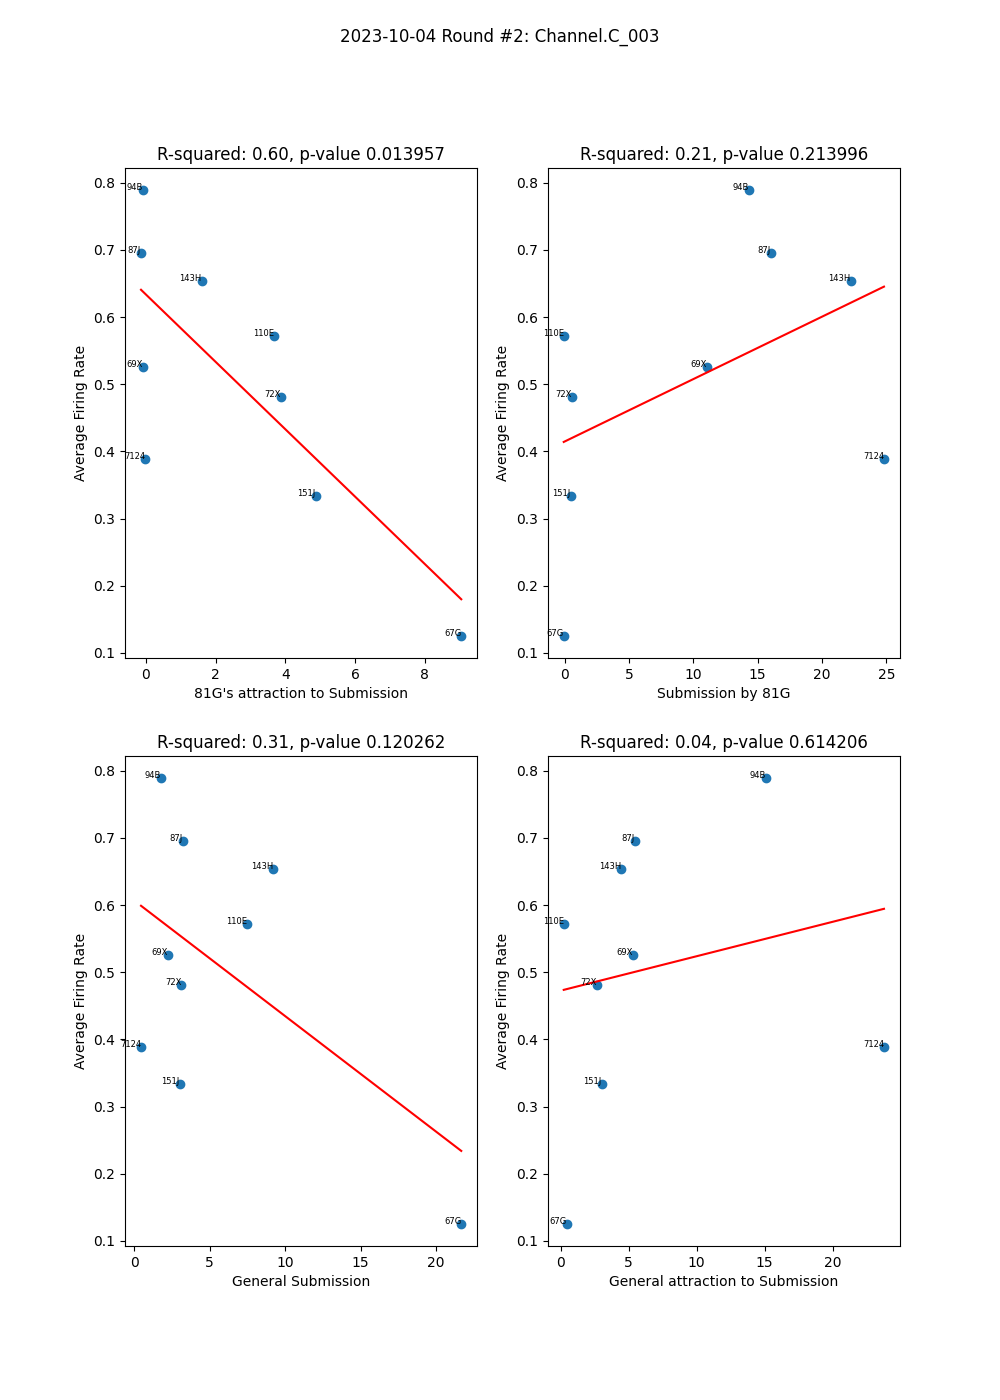 2023-10-04 Round #2: Channel.C_003
R-squared: 0.60, p-value 0.013957
0.8
0.7
0.6
0.5
0.4
0.3
0.2
0.1
Average Firing Rate
94B
87J
143H
110E
69X
72X
7124
151J
67G
0 2 4 6 8
81G's attraction to Submission
R-squared: 0.21, p-value 0.213996
0.8
0.7
0.6
0.5
0.4
0.3
0.2
0.1
Average Firing Rate
94B
87J
143H
110E
69X
72X
7124
151J
67G
0 5 10 15 20 25
Submission by 81G
R-squared: 0.31, p-value 0.120262
0.8
0.7
0.6
0.5
0.4
0.3
0.2
0.1
Average Firing Rate
94B
87J
143H
110E
69X
72X
7124
151J
67G
0 5 10 15 20
General Submission
R-squared: 0.04, p-value 0.614206
0.8
0.7
0.6
0.5
0.4
0.3
0.2
0.1
Average Firing Rate
94B
87J
143H
110E
69X
72X
7124
151J
67G
0 5 10 15 20
General attraction to Submission